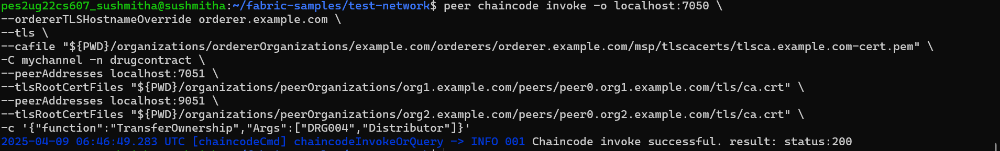 pes2ug22cs607_sushmitha@sushmitha:~/fabric-samples/test-network$ peer chaincode invoke -o localhost:7050 \
--ordererTLSHostnameOverride orderer.example.com \
--tls \
--cafile "${PWD}/organizations/ordererOrganizations/example.com/orderers/orderer.example.com/msp/tlscacerts/tlsca.example.com-cert.pem" \
-C mychannel -n drugcontract \
--peerAddresses localhost:7051 \
--tlsRootCertFiles "${PWD}/organizations/peerOrganizations/org1.example.com/peers/peer0.org1.example.com/tls/ca.crt" \
--peerAddresses localhost:9051 \
--tlsRootCertFiles "${PWD}/organizations/peerOrganizations/org2.example.com/peers/peer0.org2.example.com/tls/ca.crt" \
-c '{"function":"TransferOwnership","Args":["DRG004","Distributor"]}'
2025-04-09 06:46:49.283 UTC [chaincodeCmd] chaincodeInvokeOrQuery -> INFO 001 Chaincode invoke successful. result: status:200